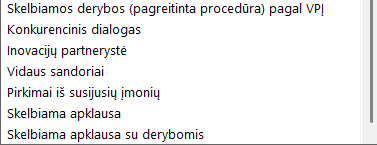 Skelbiamos derybos (pagreitinta procedūra) pagal VPĮ
Konkurencinis dialogas
Inovacijų partnerystė
Vidaus sandoriai
Pirkimai iš susijusių įmonių
Skelbiama apklausa
Skelbiama apklausa su derybomis